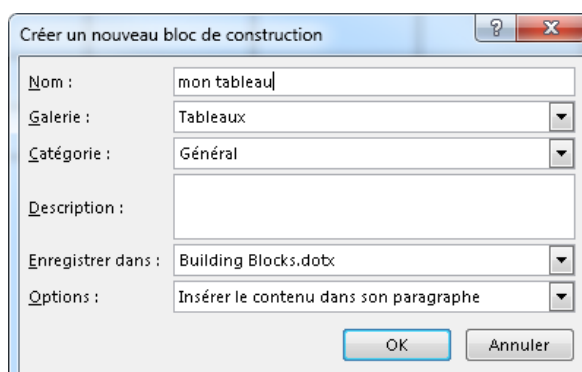 Créer un nouveau bloc de construction
Nom : mon tableau
Galerie : Tableaux
Catégorie : Général
Description :
Enregistrer dans : Building Blocks.dotx
Options : Insérer le contenu dans son paragraphe
OK Annuler